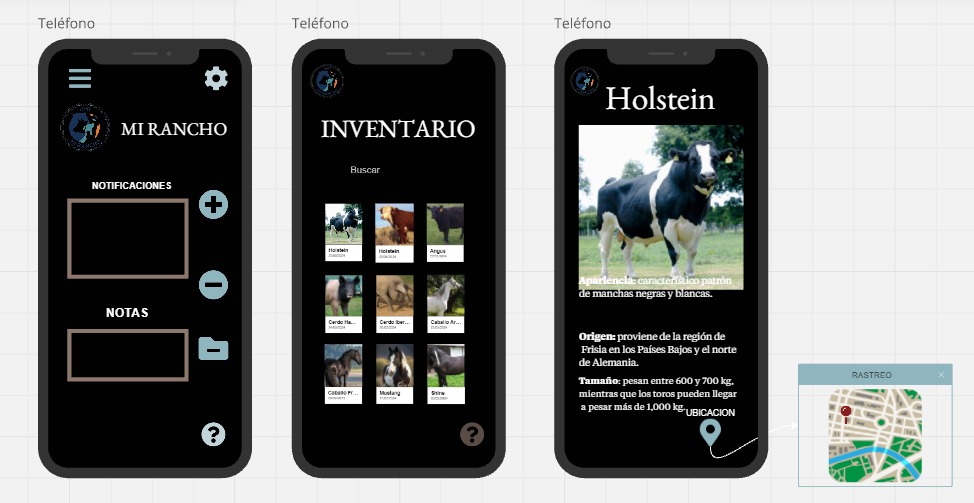 Teléfono
MI RANCHO
NOTIFICACIONES
NOTAS
?
Teléfono
INVENTARIO
Buscar
Holstein
Holstein
Angus
Cerdo Ha...
Cerdo Iber...
Caballo Ar...
Caballo Fr...
Mustang
Shire
?
Teléfono
Holstein
Apariencia: característico patrón
de manchas negras y blancas.
Origen: proviene de la región de
Frisia en los Países Bajos y el norte
de Alemania.
Tamaño: pesan entre 600 y 700 kg,
mientras que los toros pueden llegar
a pesar más de 1,000 kg.
UBICACION
RASTREO